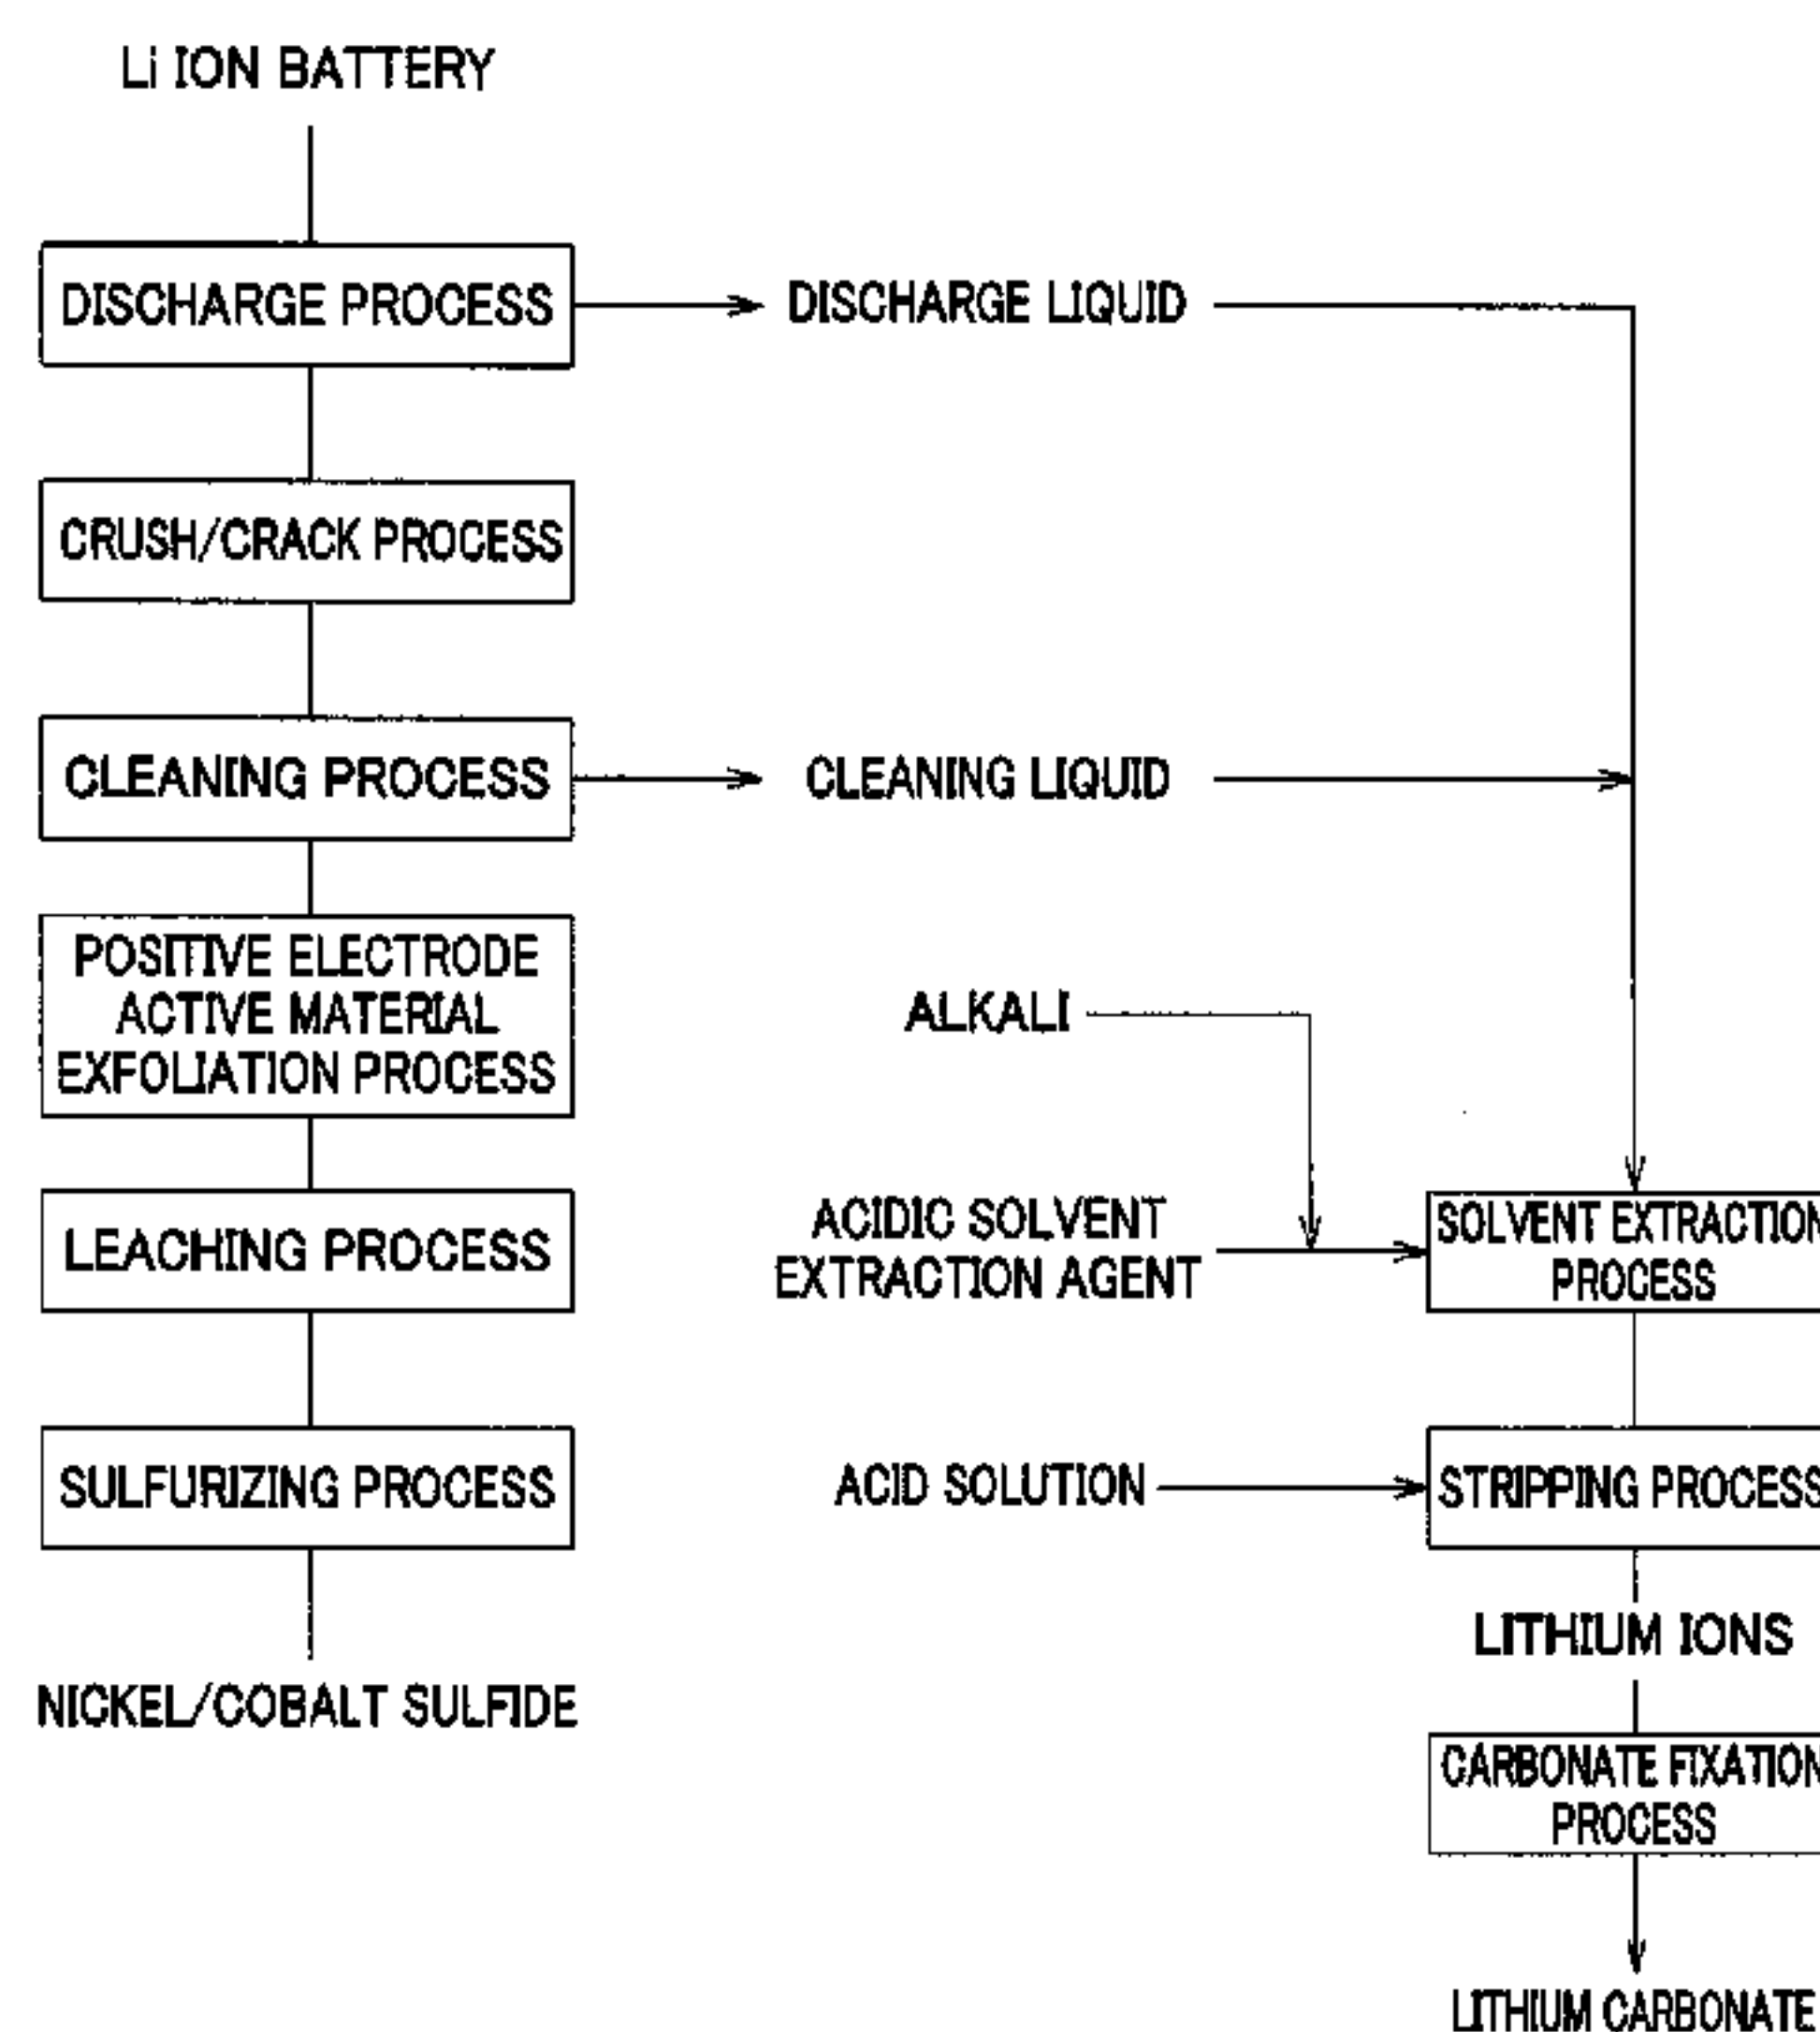 Li ION BATTERY
DISCHARGE PROCESS
DISCHARGE LIQUID
CRUSH/CRACK PROCESS
CLEANING PROCESS
CLEANING LIQUID
POSITIVE ELECTRODE
ACTIVE MATERIAL
EXFOLIATION PROCESS
ALKALI
LEACHING PROCESS
ACIDIC SOLVENT
EXTRACTION AGENT
SOLVENT EXTRACTION
PROCESS
SULFURIZING PROCESS
ACID SOLUTION
STRIPPING PROCESS
LITHIUM IONS
NICKEL/COBALT SULFIDE
CARBONATE FIXATION
PROCESS
LITHIUM CARBONATE